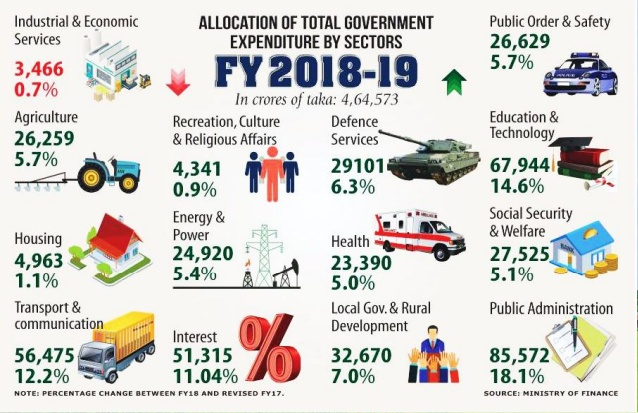 ALLOCATION OF TOTAL GOVERNMENT
EXPENDITURE BY SECTORS
FY 2018-19
In crores of taka: 4,64,573
Industrial & Economic
Services
3,466
0.7%
Public Order & Safety
26,629
5.7%
POLICE
Agriculture
26,259
5.7%
Recreation, Culture
& Religious Affairs
4,341
0.9%
Defence
Services
29101
6.3%
Education &
Technology
67,944
14.6%
Housing
4,963
1.1%
Energy &
Power
24,920
5.4%
Health
23,390
5.0%
Social Security
& Welfare
27,525
5.1%
BANK
Transport &
communication
56,475
12.2%
Interest
51,315
11.04%
%
Local Gov. & Rural
Development
32,670
7.0%
Public Administration
85,572
18.1%
NOTE: PERCENTAGE CHANGE BETWEEN FY18 AND REVISED FY17.
SOURCE: MINISTRY OF FINANCE